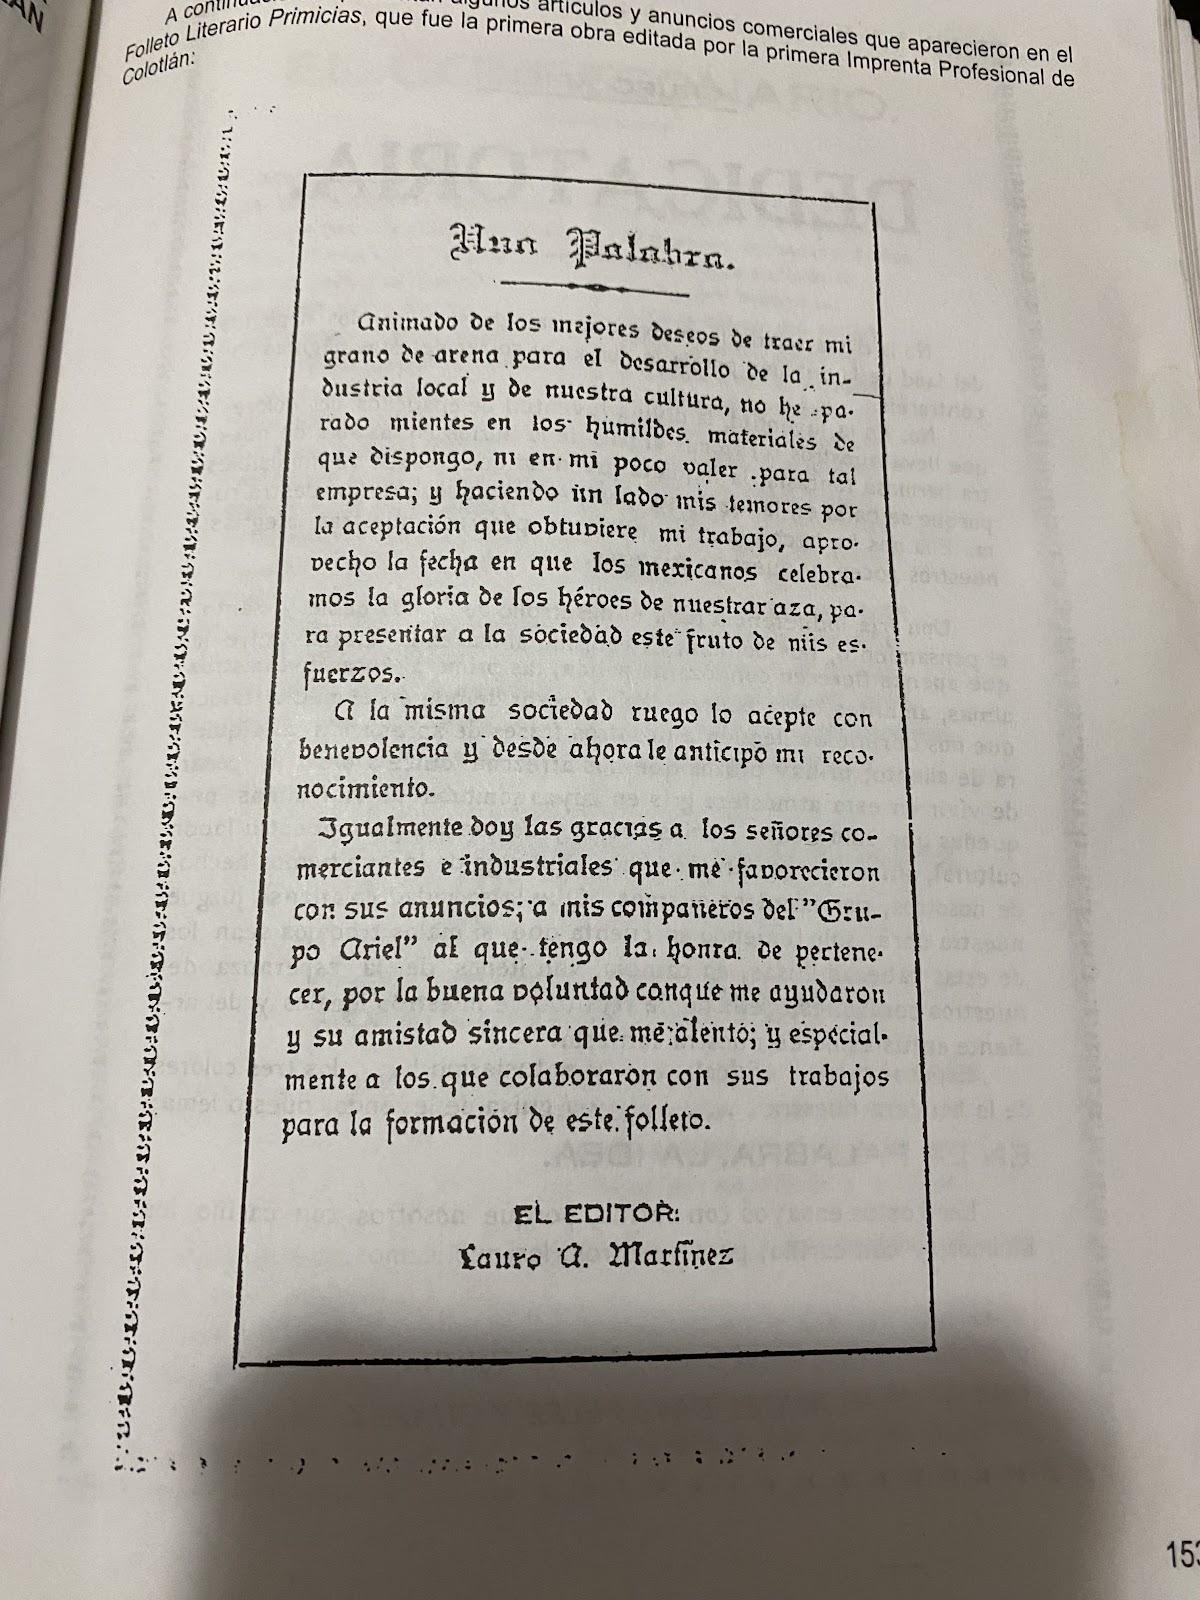 A algunos artículos y anuncios comerciales que aparecieron en el
Folleto Literario Primicias, que fue la primera obra editada por la primera Imprenta Profesional de
Colotlán:
Una Palabra.
Animado de los mejores deseos de traer mi
grano de arena para el desarrollo de la in-
dustria local y de nuestra cultura, no he pa-
rado mientes en los humildes materiales de
que dispongo, ni en mi poco valer para tal
empresa; y haciendo un lado mis temores por
la aceptación que obtuviere mi trabajo, apro-
vecho la fecha en que los mexicanos celebra-
mos la gloria de los héroes de nuestrar aza, pa-
ra presentar a la sociedad este fruto de mis es-
fuerzos.
A la misma sociedad ruego lo acepte con
benevolencia y desde ahora le anticipo mi reco-
nocimiento.
Igualmente doy las gracias a los señores co-
merciantes e industriales que me favorecieron
con sus anuncios; a mis compañeros del "Gru-
po Ariel" al que tengo la honra de pertene-
cer, por la buena voluntad conque me ayudaron
y su amistad sincera que me alentó; y especial-
mente a los que colaboraron con sus trabajos
para la formación de este folleto.
EL EDITOR:
Lauro A. Martínez
153